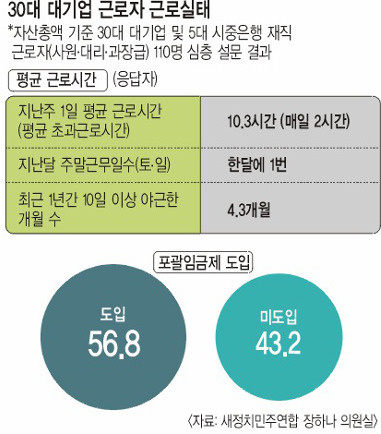 30대 대기업 근로자 근로실태
*자산총액 기준 30대 대기업 및 5대 시중은행 재직
근로자(사원·대리·과장급) 110명 심층 설문 결과
평균 근로시간 (응답자)
지난주 1일 평균 근로시간
(평균 초과근로시간)
10.3시간 (매일 2시간)
지난달 주말근무일수(토·일)
한달에 1번
최근 1년간 10일 이상 야근한
개월 수
4.3개월
포괄임금제 도입
도입
56.8
미도입
43.2
〈자료: 새정치민주연합 장하나 의원실〉